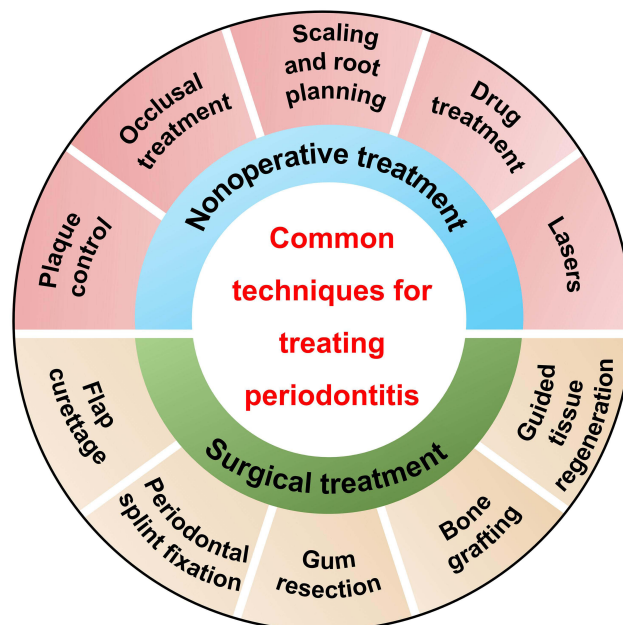 Common
techniques for
treating
periodontitis
Nonoperative treatment
Plaque
control
Occlusal
treatment
Scaling
and root
planning
Drug
treatment
Lasers
Surgical treatment
Flap
curettage
Periodontal
splint fixation
Gum
resection
Bone
grafting
Guided
tissue
regeneration